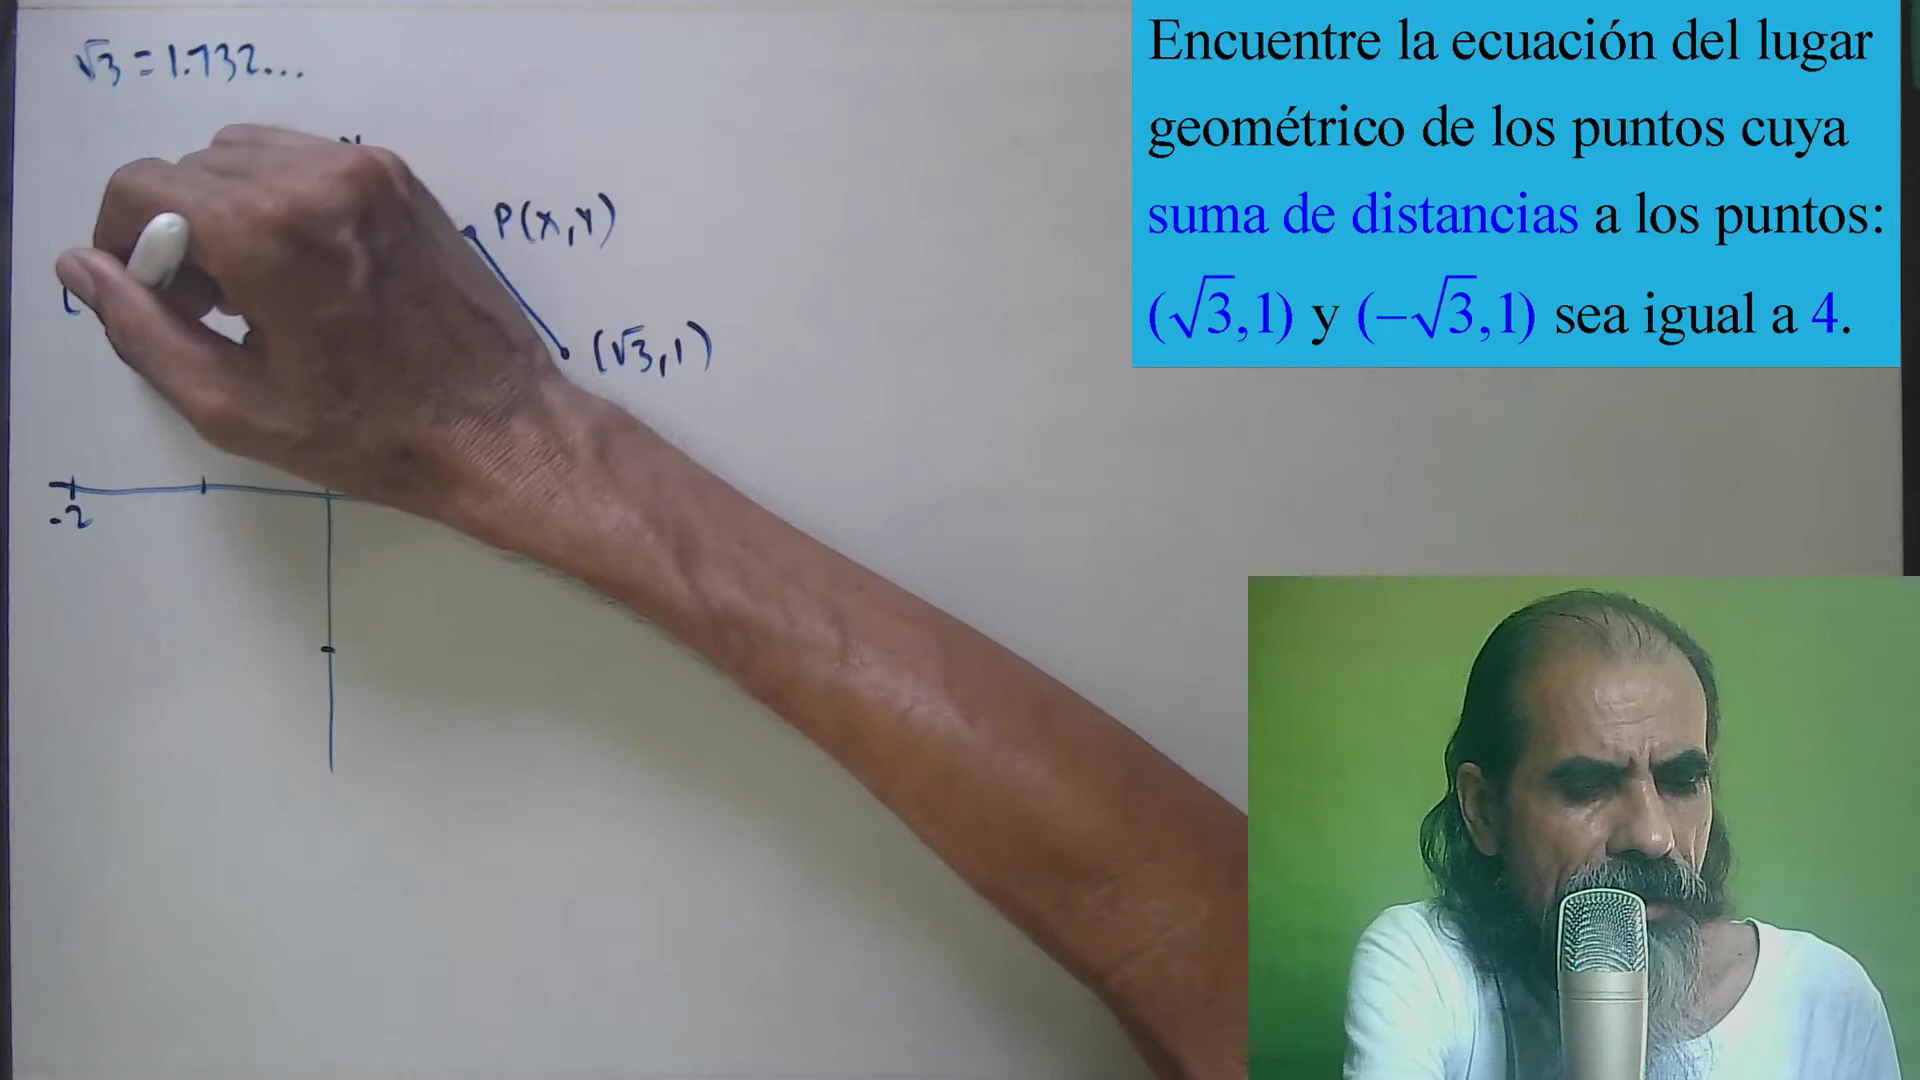 √3 = 1.732...
P(x,y)
(√3,1)
-2
Encuentre la ecuación del lugar
geométrico de los puntos cuya
suma de distancias a los puntos:
(√3,1) y (−√3,1) sea igual a 4.